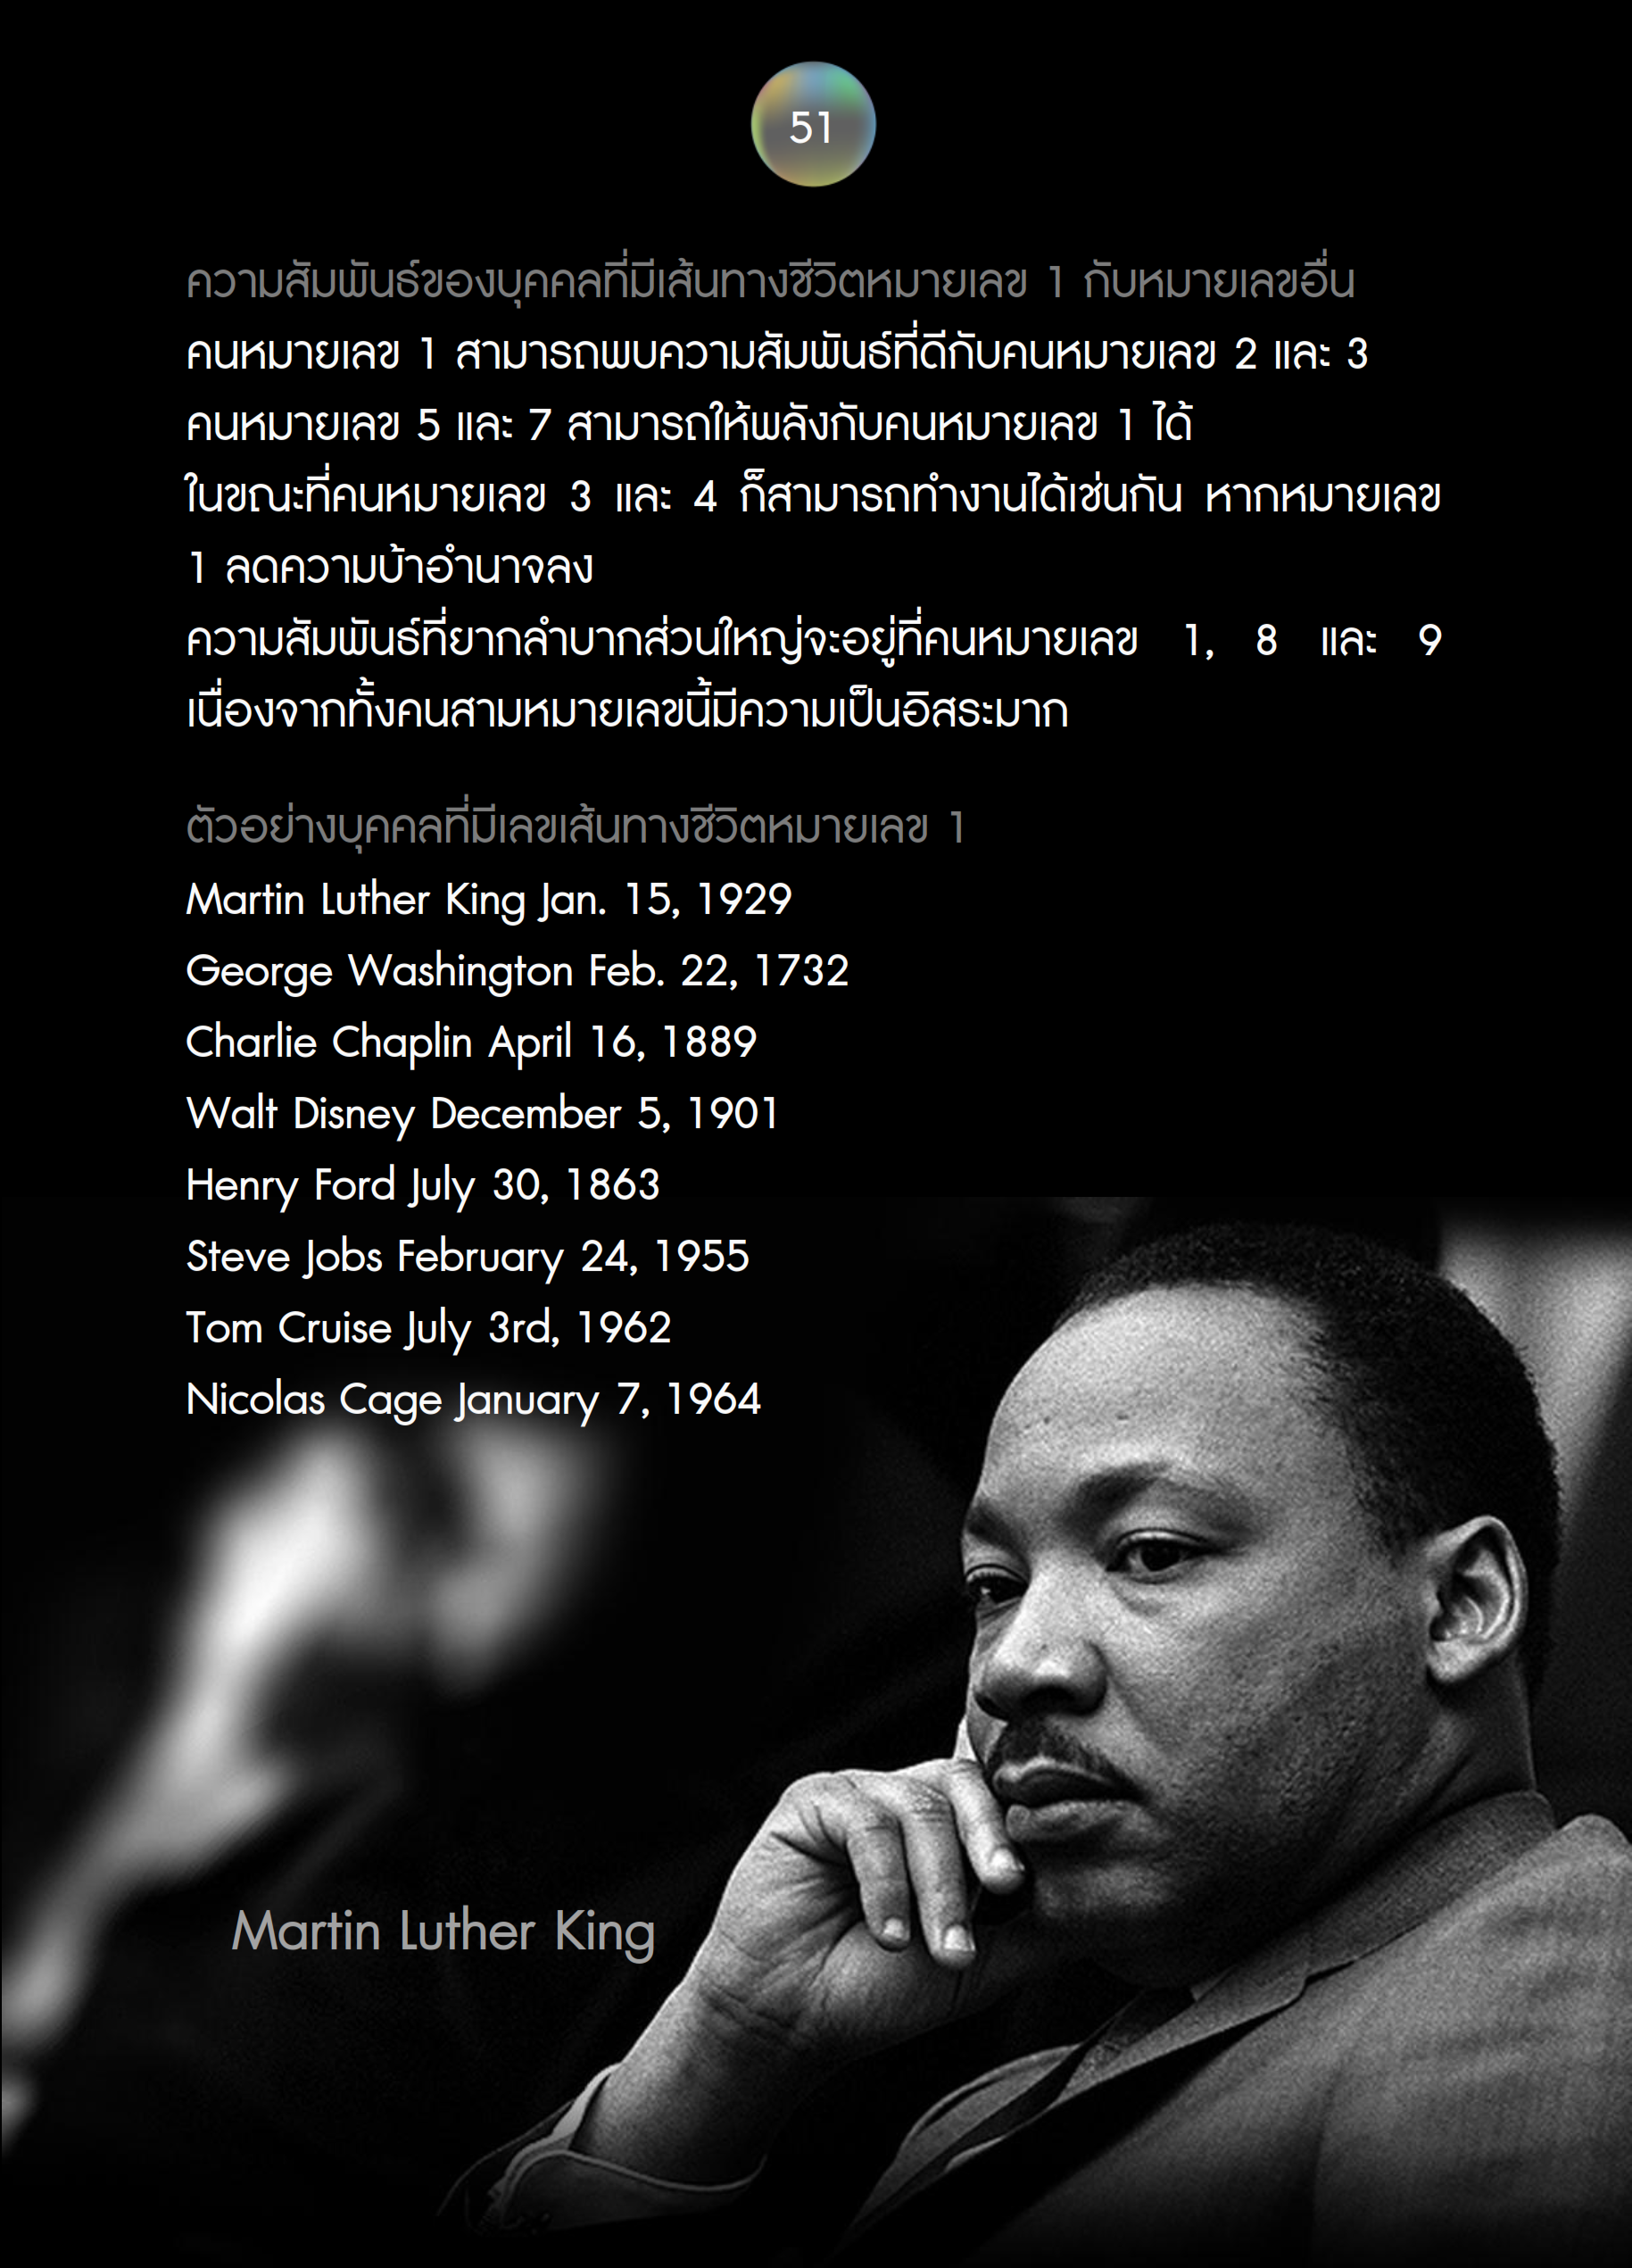 51
ความสัมพันธ์ของบุคคลที่มีเส้นทางชีวิตหมายเลข 1 กับหมายเลขอื่น
คนหมายเลข 1 สามารถพบความสัมพันธ์ที่ดีกับคนหมายเลข 2 และ 3
คนหมายเลข 5 และ 7 สามารถให้พลังกับคนหมายเลข 1 ได้
ในขณะที่คนหมายเลข 3 และ 4 ก็สามารถทำงานได้เช่นกัน หากหมายเลข
1 ลดความบ้าอำนาจลง
ความสัมพันธ์ที่ยากลำบากส่วนใหญ่จะอยู่ที่คนหมายเลข 1, 8 และ 9
เนื่องจากทั้งคนสามหมายเลขนี้มีความเป็นอิสระมาก
ตัวอย่างบุคคลที่มีเลขเส้นทางชีวิตหมายเลข 1
Martin Luther King Jan. 15, 1929
George Washington Feb. 22, 1732
Charlie Chaplin April 16, 1889
Walt Disney December 5, 1901
Henry Ford July 30, 1863
Steve Jobs February 24, 1955
Tom Cruise July 3rd, 1962
Nicolas Cage January 7, 1964
Martin Luther King